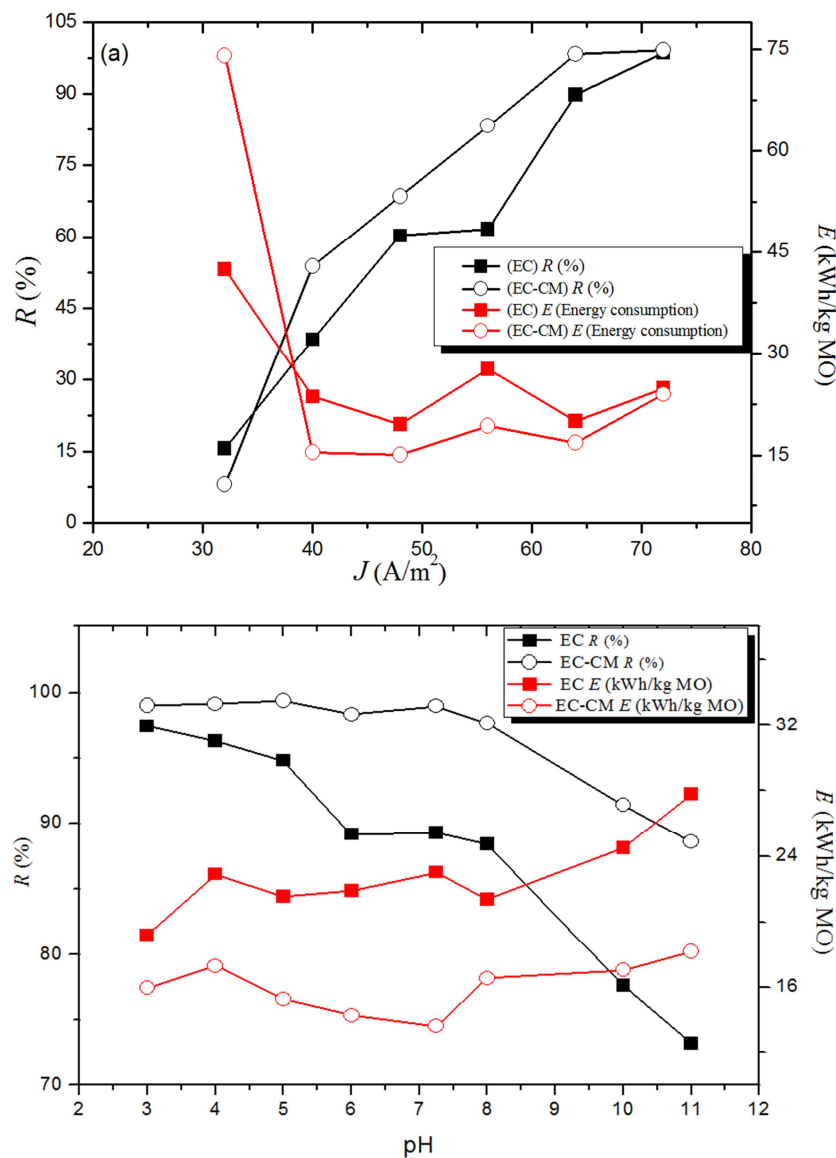 (a)
105
90
75
60
45
30
15
0
R (%)
75
60
45
30
15
E (kWh/kg MO)
(EC) R (%)
(EC-CM) R (%)
(EC) E (Energy consumption)
(EC-CM) E (Energy consumption)
20 30 40 50 60 70 80
J (A/m²)
EC R (%)
EC-CM R (%)
EC E (kWh/kg MO)
EC-CM E (kWh/kg MO)
100
90
80
70
R (%)
32
24
16
E (kWh/kg MO)
2 3 4 5 6 7 8 9 10 11 12
pH